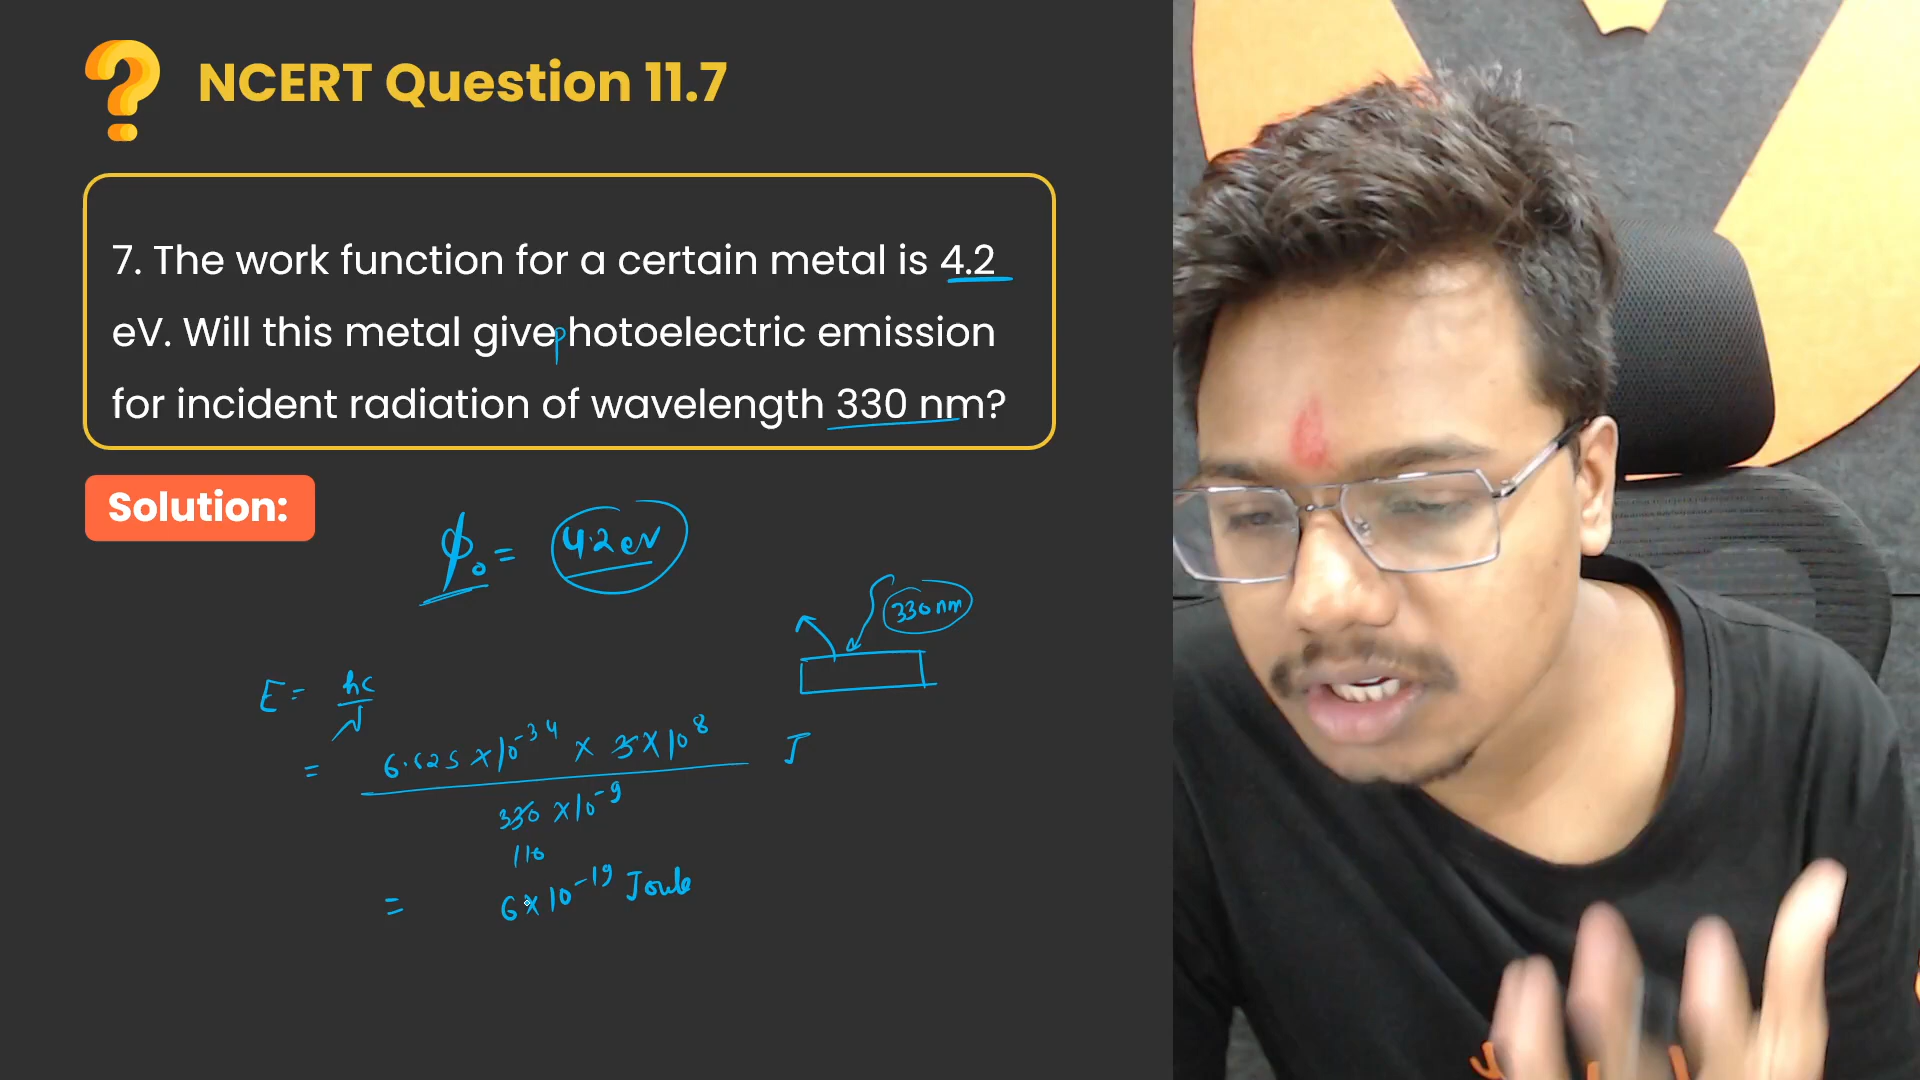 NCERT Question 11.7
7. The work function for a certain metal is 4.2
eV. Will this metal give photoelectric emission
for incident radiation of wavelength 330 nm?
Solution:
ϕ₀ = 4.2 eV
330 nm
E = hc/λ
= 6.625 × 10⁻³⁴ × 3 × 10⁸ J
330 × 10⁻⁹
110
= 6 × 10⁻¹⁹ Joule